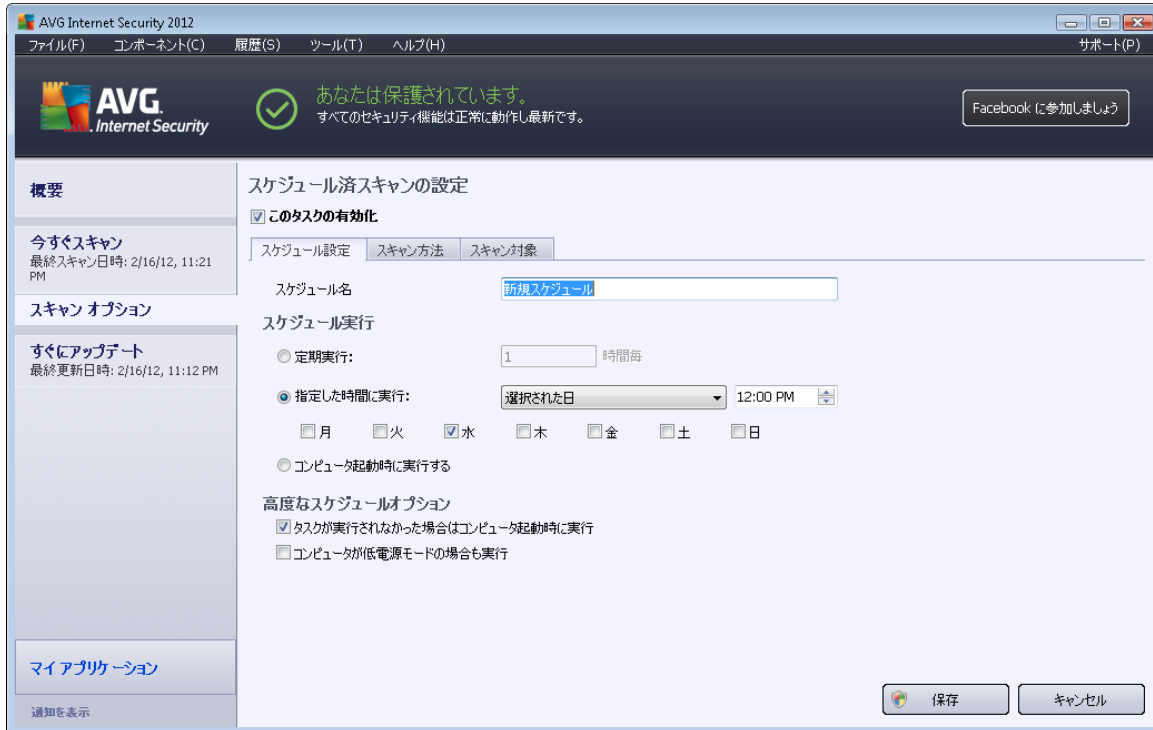 AVG Internet Security 2012
ファイル(F) コンポーネント(C) 履歴(S) ツール(T) ヘルプ(H) サポート(P)
AVG.
Internet Security
あなたは保護されています。
すべてのセキュリティ機能は正常に動作し最新です。
Facebook に参加しましょう
概要
今すぐスキャン
最終スキャン日時: 2/16/12, 11:21
PM
スキャン オプション
すぐにアップデート
最終更新日時: 2/16/12, 11:12 PM
マイ アプリケーション
通知を表示
スケジュール済スキャンの設定
このタスクの有効化
スケジュール設定 スキャン方法 スキャン対象
スケジュール名 新規スケジュール
スケジュール実行
定期実行: 1 時間毎
指定した時間に実行: 選択された日 12:00 PM
月 火 水 木 金 土 日
コンピュータ起動時に実行する
高度なスケジュールオプション
タスクが実行されなかった場合はコンピュータ起動時に実行
コンピュータが低電源モードの場合も実行
保存 キャンセル